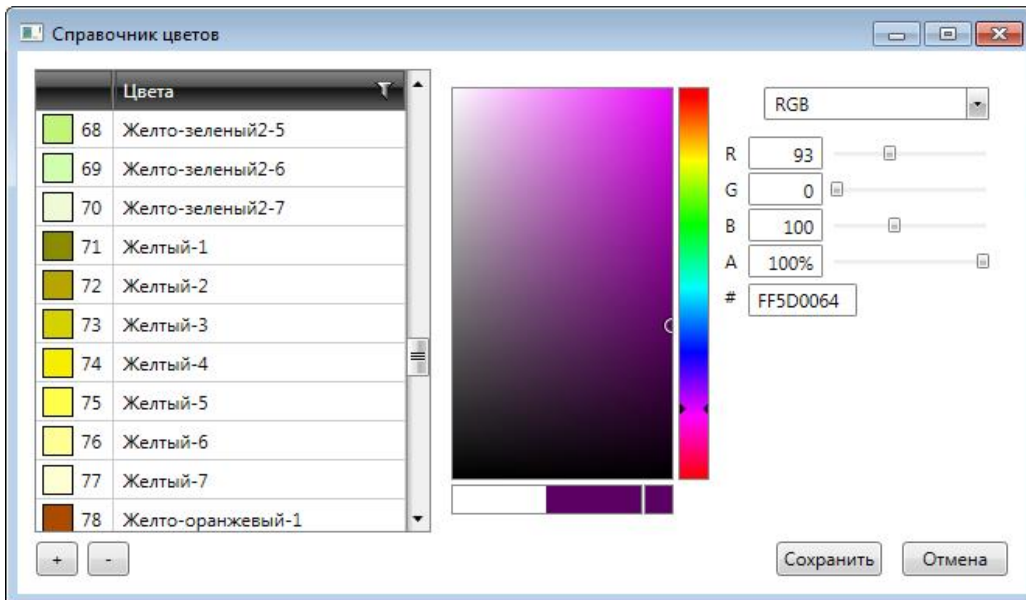 Справочник цветов
Цвета
68 Желто-зеленый2-5
69 Желто-зеленый2-6
70 Желто-зеленый2-7
71 Желтый-1
72 Желтый-2
73 Желтый-3
74 Желтый-4
75 Желтый-5
76 Желтый-6
77 Желтый-7
78 Желто-оранжевый-1
+ -
RGB
R 93
G 0
B 100
A 100%
# FF5D0064
Сохранить Отмена